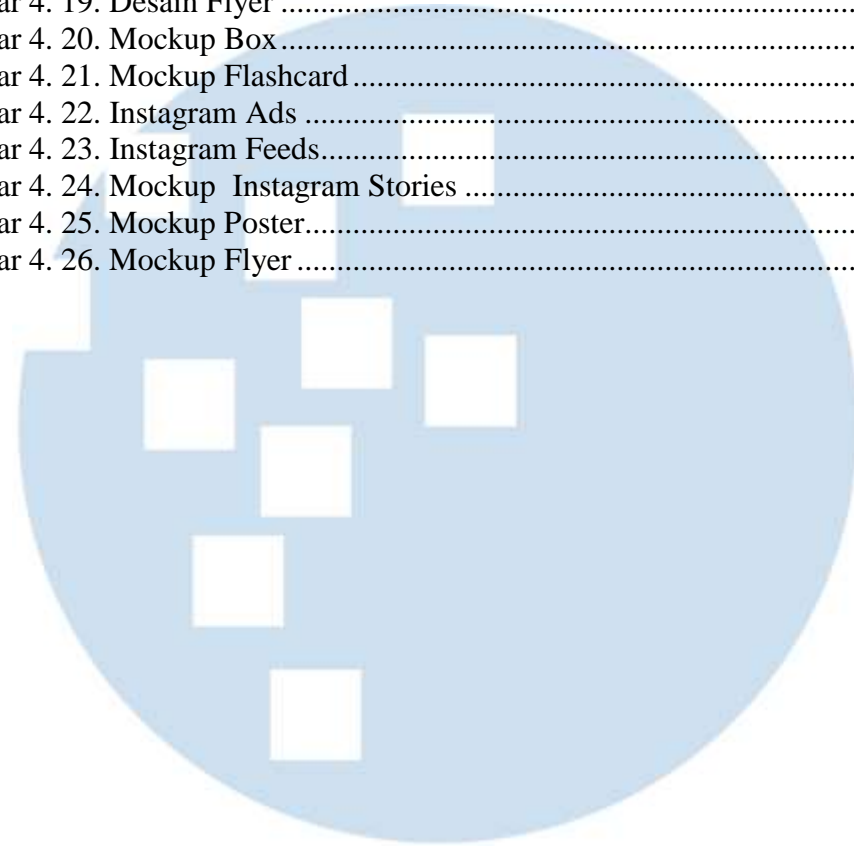 ar 4. 19. Desain Flyer ..............................................................................
ar 4. 20. Mockup Box ..............................................................................
ar 4. 21. Mockup Flashcard .....................................................................
ar 4. 22. Instagram Ads ...........................................................................
ar 4. 23. Instagram Feeds.........................................................................
ar 4. 24. Mockup Instagram Stories ........................................................
ar 4. 25. Mockup Poster...........................................................................
ar 4. 26. Mockup Flyer ............................................................................